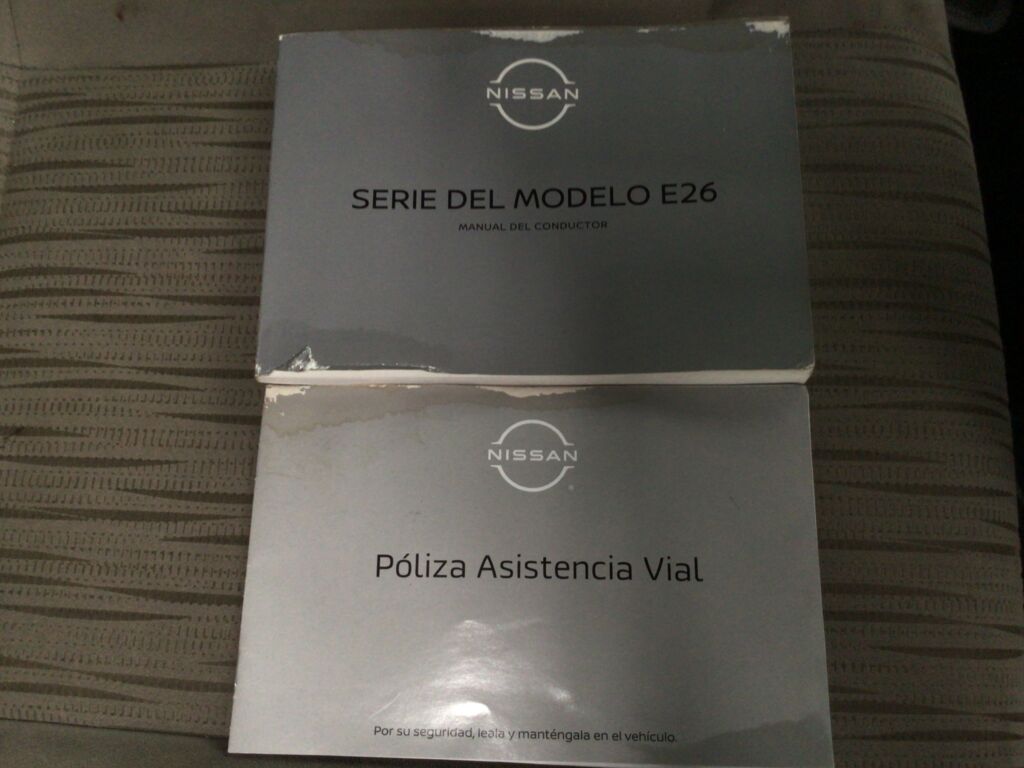 NISSAN
SERIE DEL MODELO E26
MANUAL DEL CONDUCTOR
NISSAN
Póliza Asistencia Vial
Por su seguridad, leala y manténgala en el vehículo.